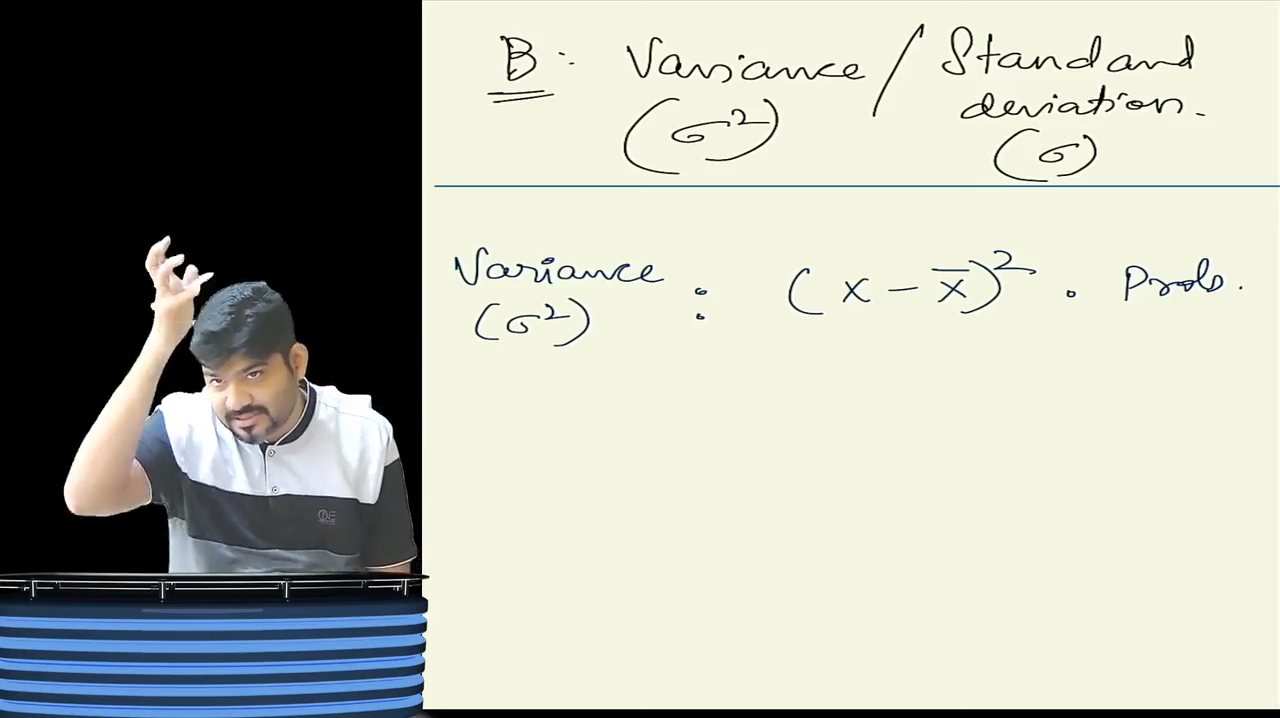 B: Variance / Standard
deviation.
(σ²) (σ)
Variance : (x - x̄)² . Prob.
(σ²)